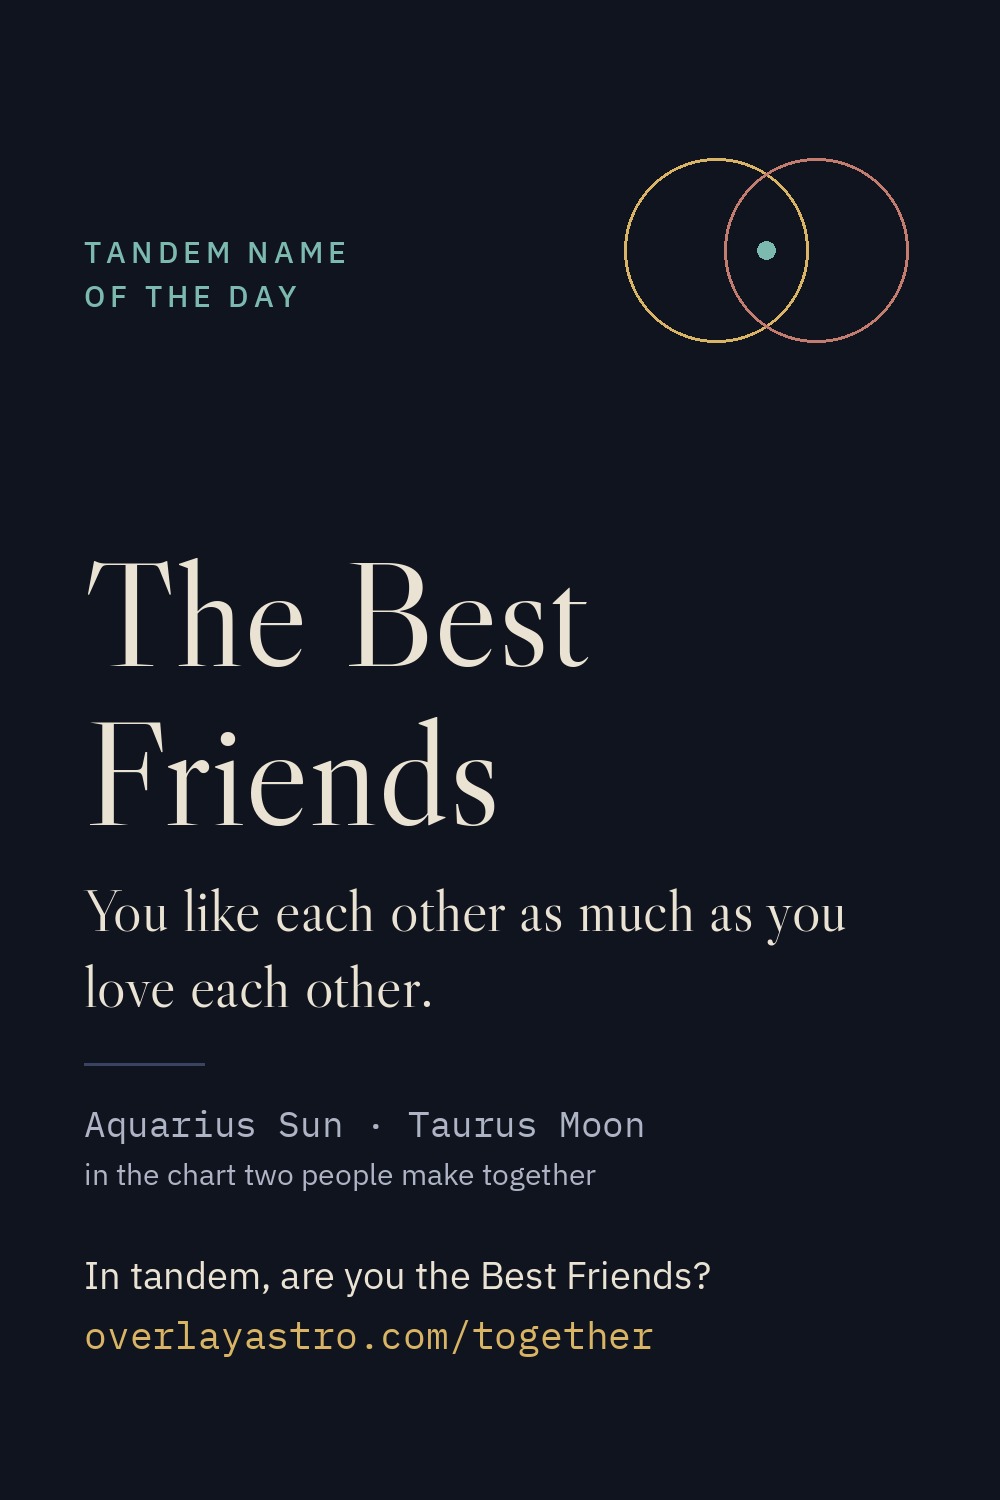 TANDEM NAME
OF THE DAY
The Best
Friends
You like each other as much as you
love each other.
Aquarius Sun · Taurus Moon
in the chart two people make together
In tandem, are you the Best Friends?
overlayastro.com/together